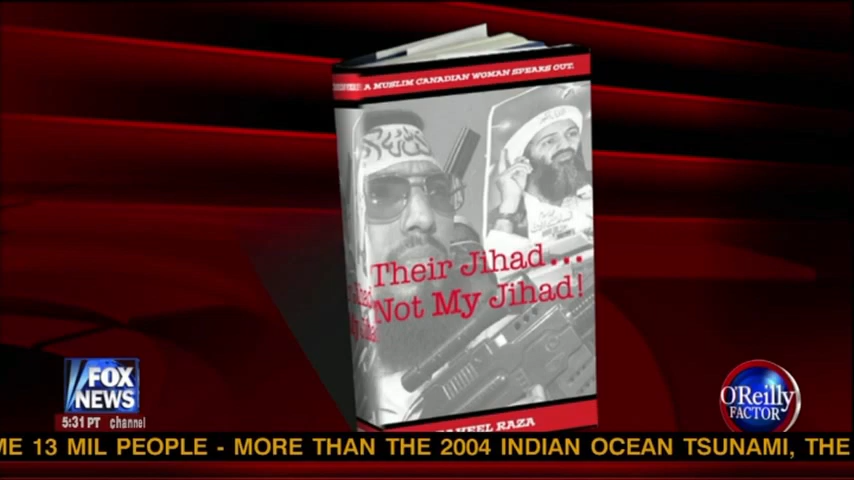 A MUSLIM CANADIAN WOMAN SPEAKS OUT.
Their Jihad...
Not My Jihad!
RAZA
FOX
NEWS
5:31 PT channel
O'Reilly
FACTOR
13 MIL PEOPLE - MORE THAN THE 2004 INDIAN OCEAN TSUNAMI, THE